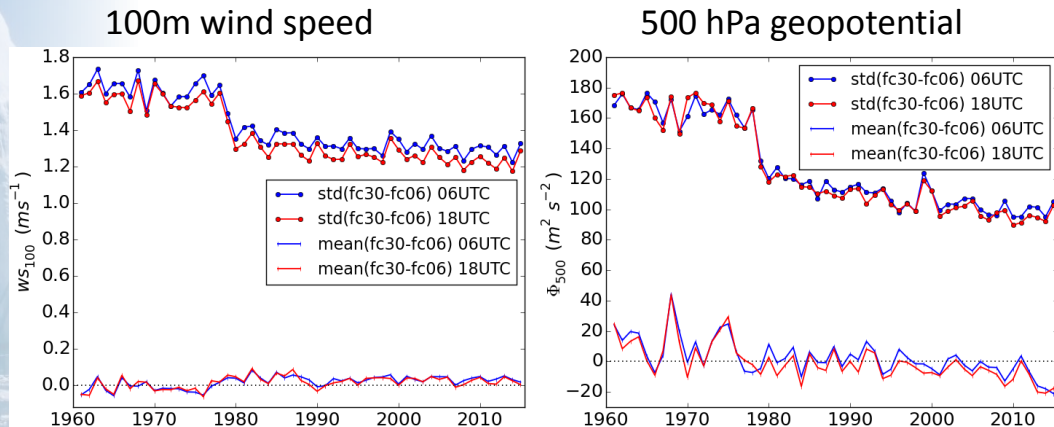 100m wind speed
1.8
1.6
1.4
1.2
1.0
0.8
0.6
0.4
0.2
0.0
ws100 (ms−1)
std(fc30-fc06) 06UTC
std(fc30-fc06) 18UTC
mean(fc30-fc06) 06UTC
mean(fc30-fc06) 18UTC
1960 1970 1980 1990 2000 2010
500 hPa geopotential
200
180
160
140
120
100
80
60
40
20
0
−20
Φ500 (m2 s−2)
std(fc30-fc06) 06UTC
std(fc30-fc06) 18UTC
mean(fc30-fc06) 06UTC
mean(fc30-fc06) 18UTC
1960 1970 1980 1990 2000 2010